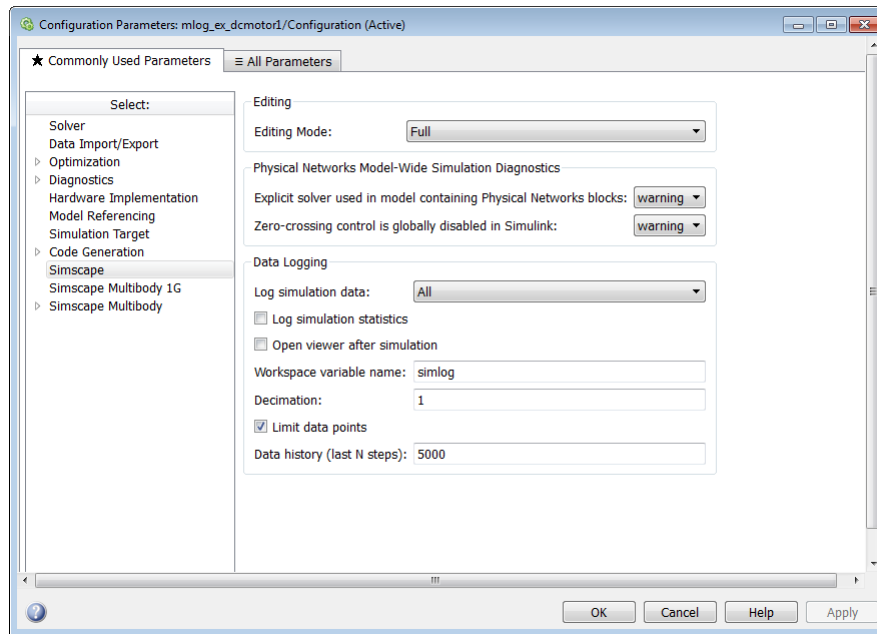 Configuration Parameters: mlog_ex_dcmotor1/Configuration (Active)
★ Commonly Used Parameters
≡ All Parameters
Select:
Solver
Data Import/Export
Optimization
Diagnostics
Hardware Implementation
Model Referencing
Simulation Target
Code Generation
Simscape
Simscape Multibody 1G
Simscape Multibody
Editing
Editing Mode: Full
Physical Networks Model-Wide Simulation Diagnostics
Explicit solver used in model containing Physical Networks blocks: warning
Zero-crossing control is globally disabled in Simulink: warning
Data Logging
Log simulation data: All
Log simulation statistics
Open viewer after simulation
Workspace variable name: simlog
Decimation: 1
Limit data points
Data history (last N steps): 5000
OK Cancel Help Apply